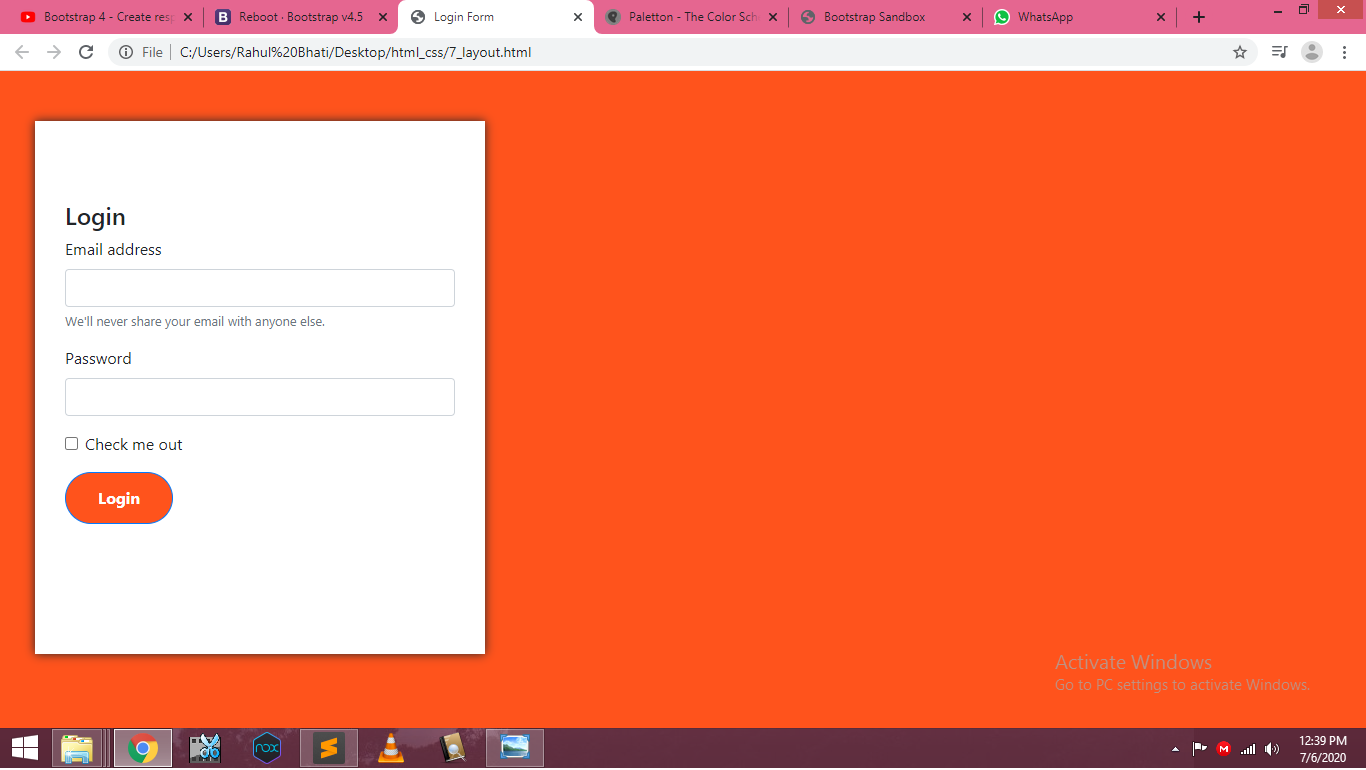 Bootstrap 4 - Create resp
Reboot · Bootstrap v4.5
Login Form
Paletton - The Color Sch
Bootstrap Sandbox
WhatsApp
File
C:/Users/Rahul%20Bhati/Desktop/html_css/7_layout.html
Login
Email address
We'll never share your email with anyone else.
Password
Check me out
Login
Activate Windows
Go to PC settings to activate Windows.
12:39 PM
7/6/2020